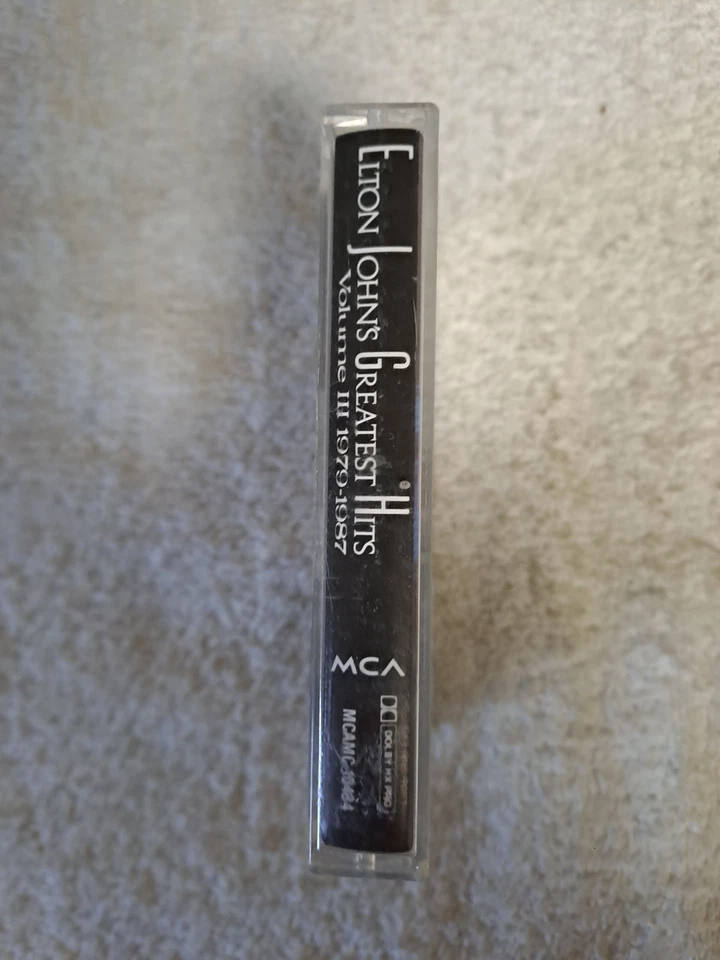 ELTON JOHN'S GREATEST HITS
Volume III 1979-1987
MCA
DOLBY HX PRO